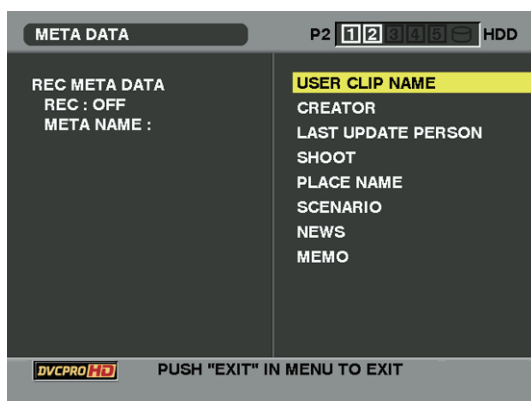 META DATA
P2 1 2 3 4 5 HDD
REC META DATA
REC : OFF
META NAME :
USER CLIP NAME
CREATOR
LAST UPDATE PERSON
SHOOT
PLACE NAME
SCENARIO
NEWS
MEMO
DVCPRO HD PUSH "EXIT" IN MENU TO EXIT